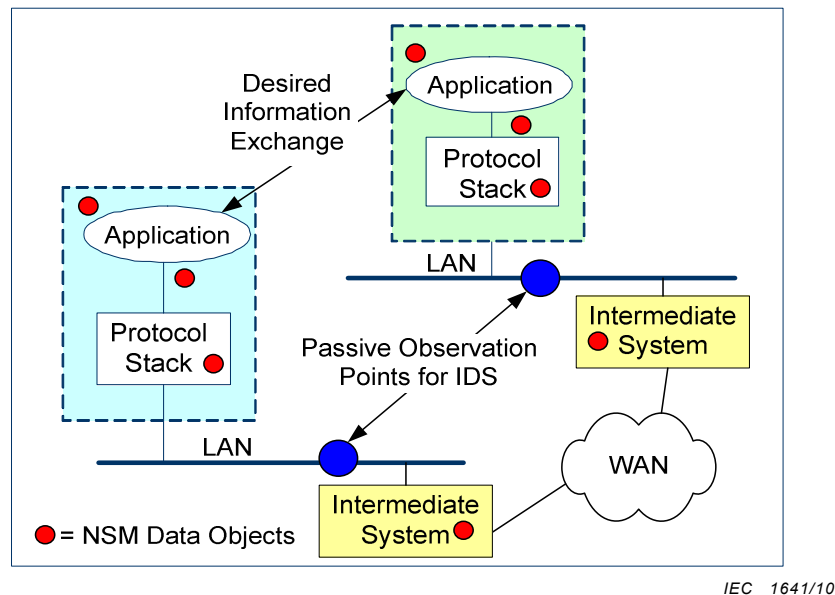 Desired
Information
Exchange
Application
Protocol
Stack
Application
Protocol
Stack
LAN
Intermediate
System
Passive Observation
Points for IDS
LAN
WAN
Intermediate
System
= NSM Data Objects
IEC 1641/10